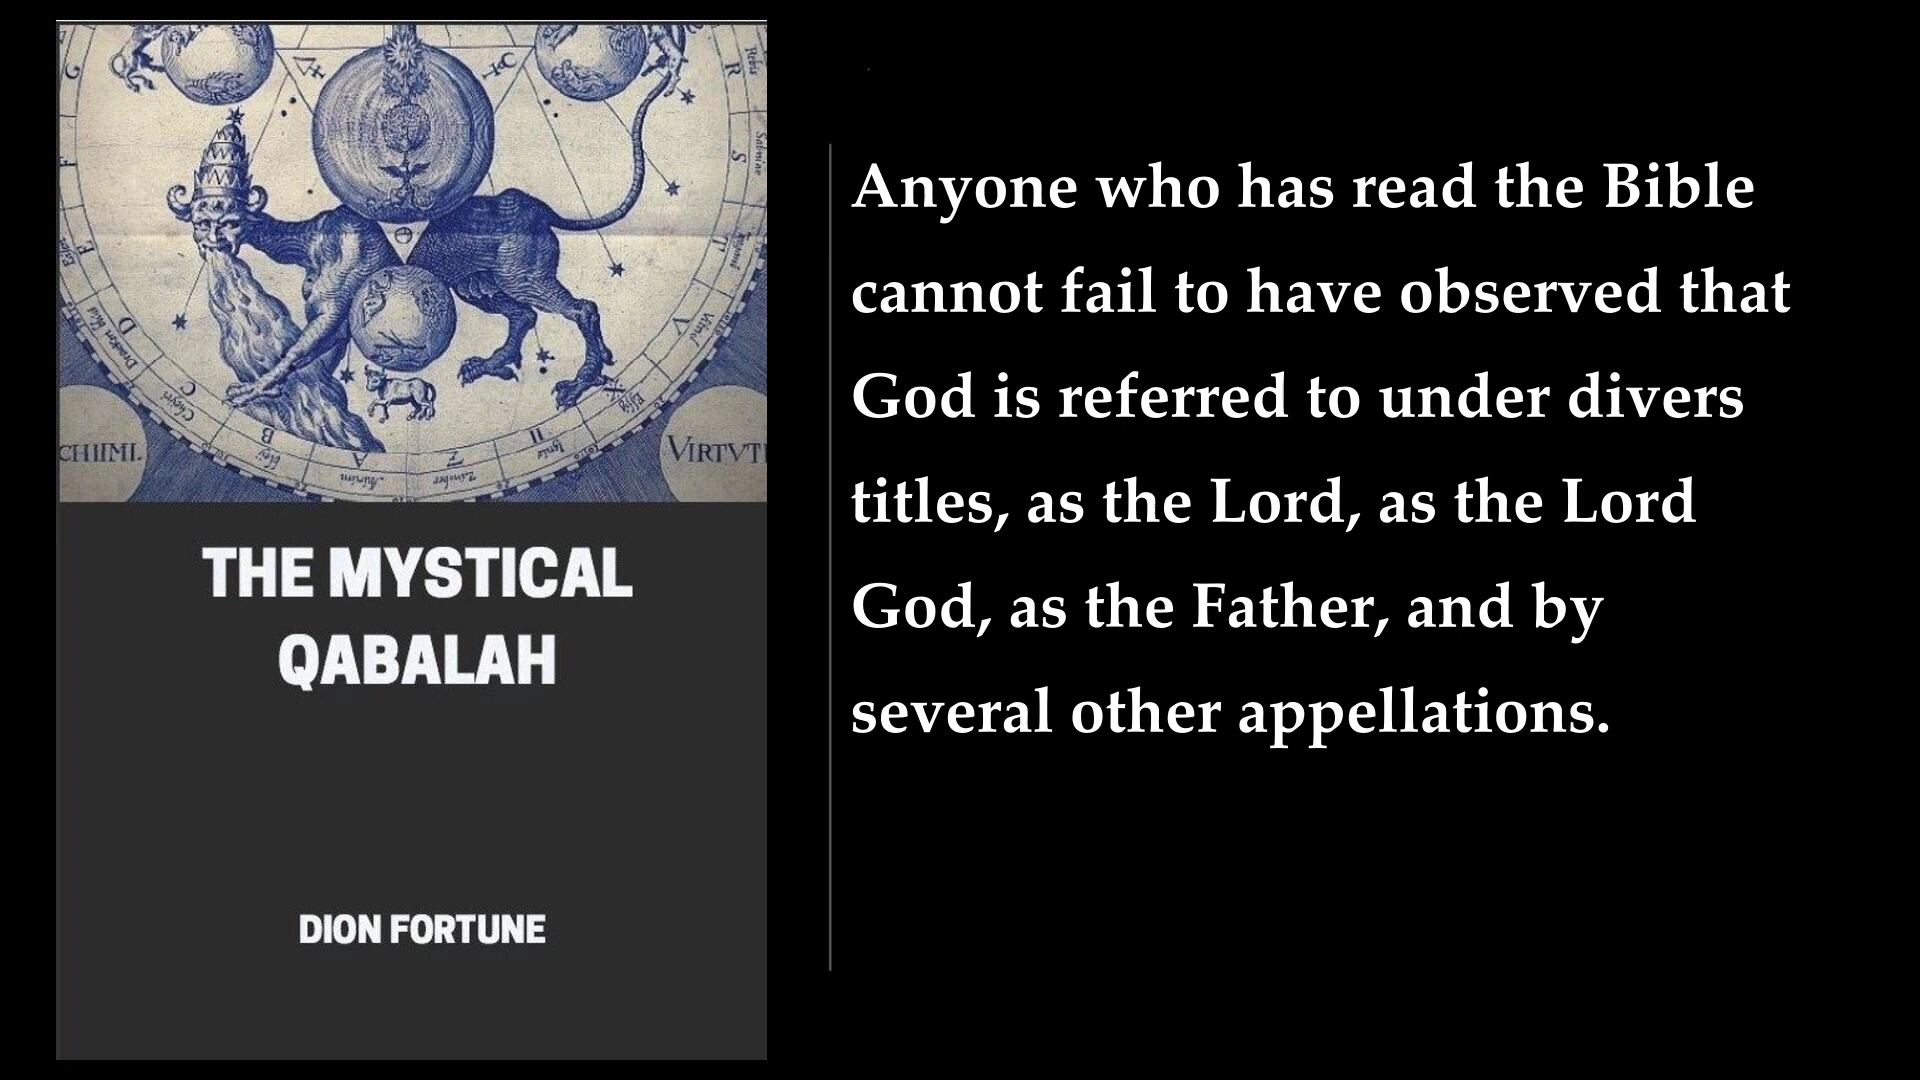 THE MYSTICAL
QABALAH
DION FORTUNE
CHIMI.
VIRTVTI
Anyone who has read the Bible
cannot fail to have observed that
God is referred to under divers
titles, as the Lord, as the Lord
God, as the Father, and by
several other appellations.